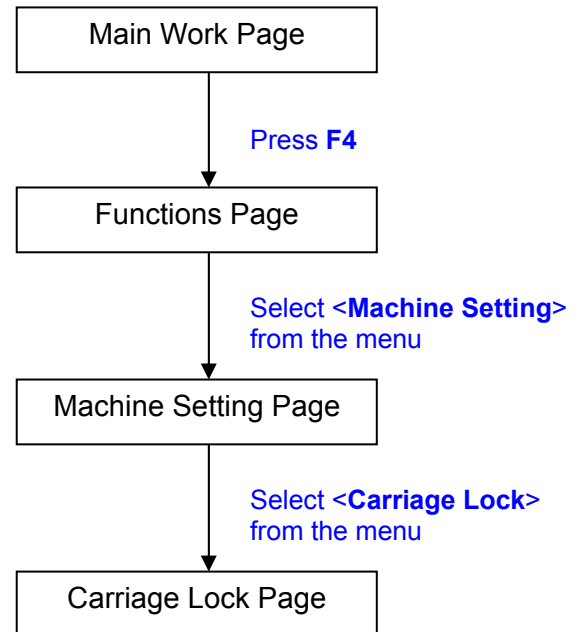 Main Work Page
Press F4
Functions Page
Select <Machine Setting>
from the menu
Machine Setting Page
Select <Carriage Lock>
from the menu
Carriage Lock Page